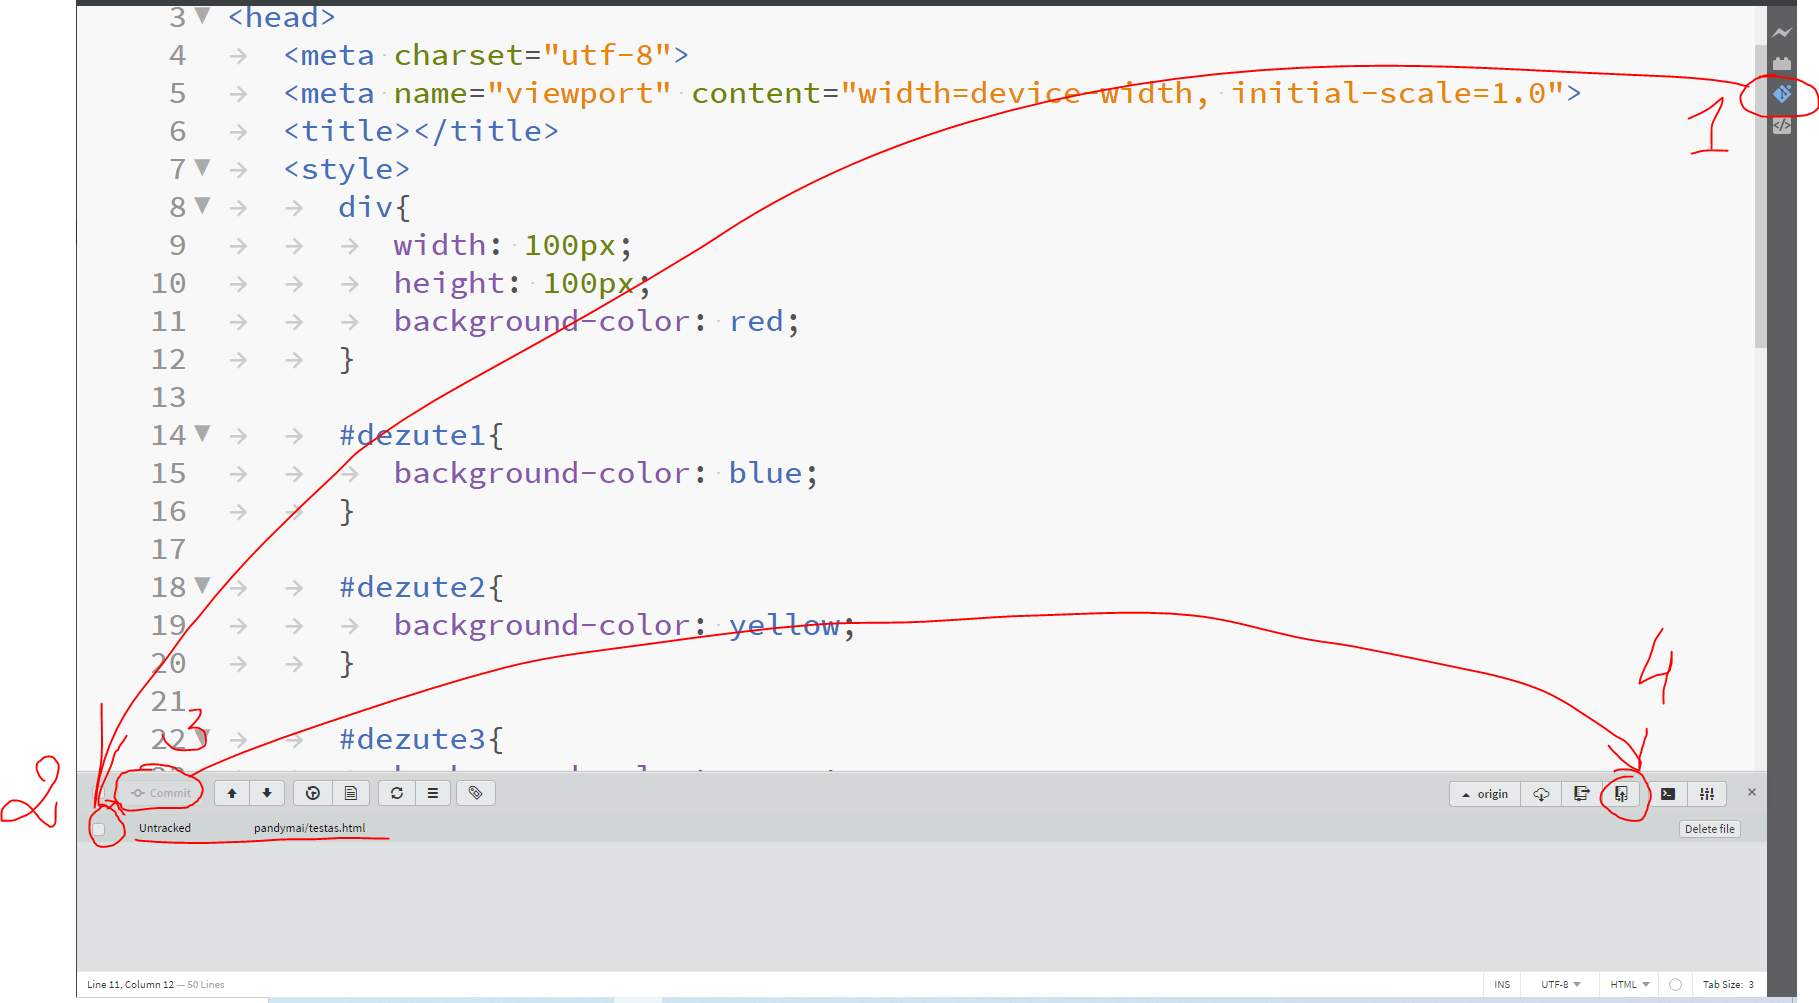 3 <head>
4 <meta charset="utf-8">
5 <meta name="viewport" content="width=device-width, initial-scale=1.0">
1
6 <title></title>
7 <style>
8 div{
9 width: 100px;
10 height: 100px;
11 background-color: red;
12 }
13
14 #dezute1{
15 background-color: blue;
16 }
17
18 #dezute2{
19 background-color: yellow;
20 }
4
21
22 #dezute3{
3
2
Commit
origin
Untracked pandymai/testas.html
Delete file
Line 11, Column 12 — 50 Lines
INS UTF-8 HTML Tab Size: 3